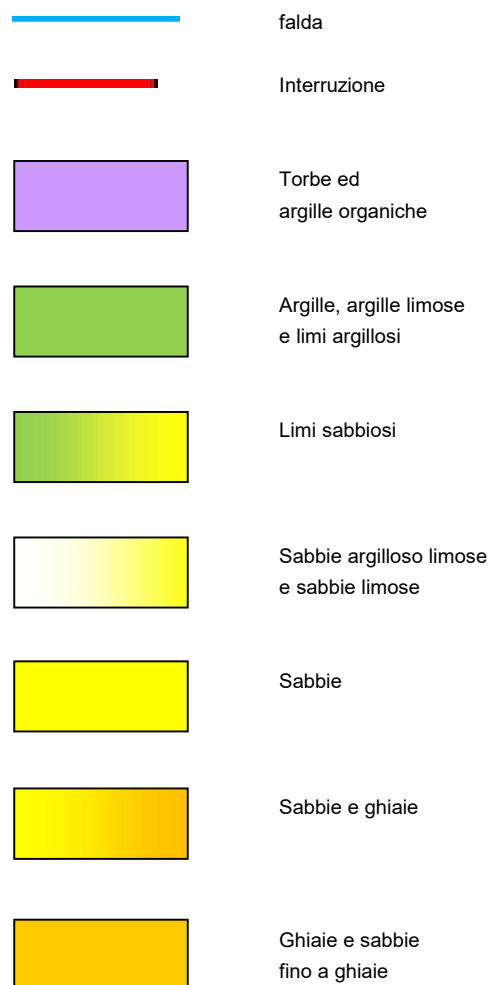 falda
Interruzione
Torbe ed
argille organiche
Argille, argille limose
e limi argillosi
Limi sabbiosi
Sabbie argilloso limose
e sabbie limose
Sabbie
Sabbie e ghiaie
Ghiaie e sabbie
fino a ghiaie